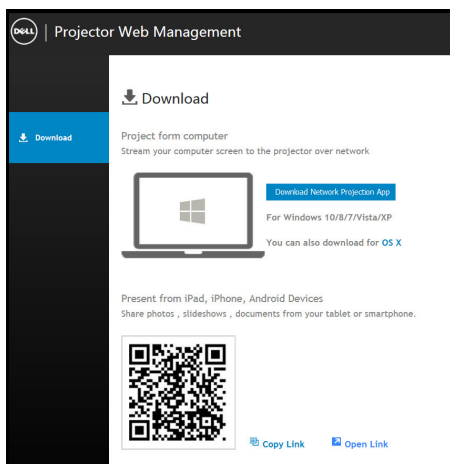 DELL | Projector Web Management
Download
Download
Project form computer
Stream your computer screen to the projector over network
Download Network Projection App
For Windows 10/8/7/Vista/XP
You can also download for OS X
Present from iPad, iPhone, Android Devices
Share photos , slideshows , documents from your tablet or smartphone.
Copy Link Open Link